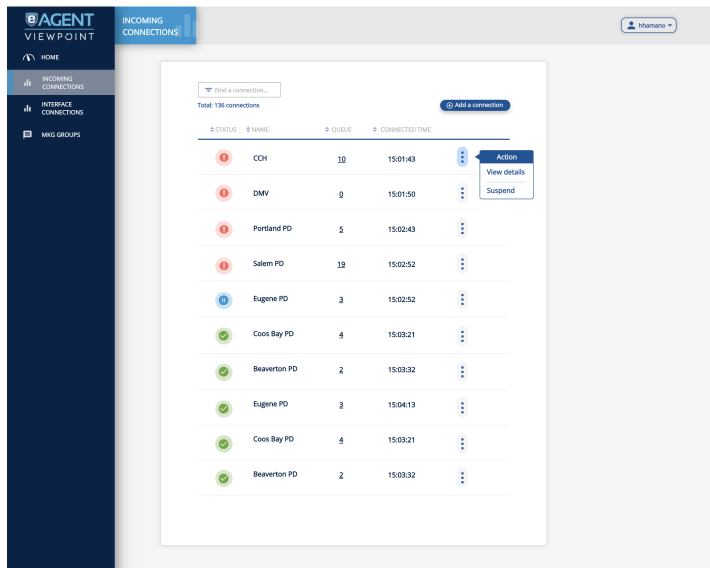 eAGENT
VIEWPOINT
INCOMING
CONNECTIONS
hhamano
HOME
INCOMING
CONNECTIONS
INTERFACE
CONNECTIONS
MKG GROUPS
Find a connection...
Total: 136 connections
Add a connection
STATUS NAME QUEUE CONNECTED TIME
CCH 10 15:01:43
Action
View details
Suspend
DMV 0 15:01:50
Portland PD 5 15:02:43
Salem PD 19 15:02:52
Eugene PD 3 15:02:52
Coos Bay PD 4 15:03:21
Beaverton PD 2 15:03:32
Eugene PD 3 15:04:13
Coos Bay PD 4 15:03:21
Beaverton PD 2 15:03:32